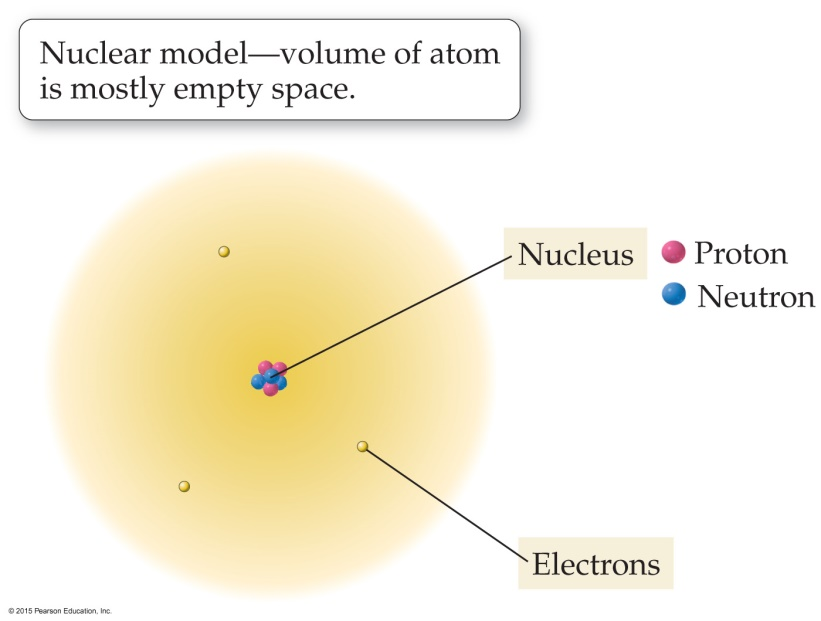 Nuclear model—volume of atom
is mostly empty space.
Nucleus
Proton
Neutron
Electrons
© 2015 Pearson Education, Inc.